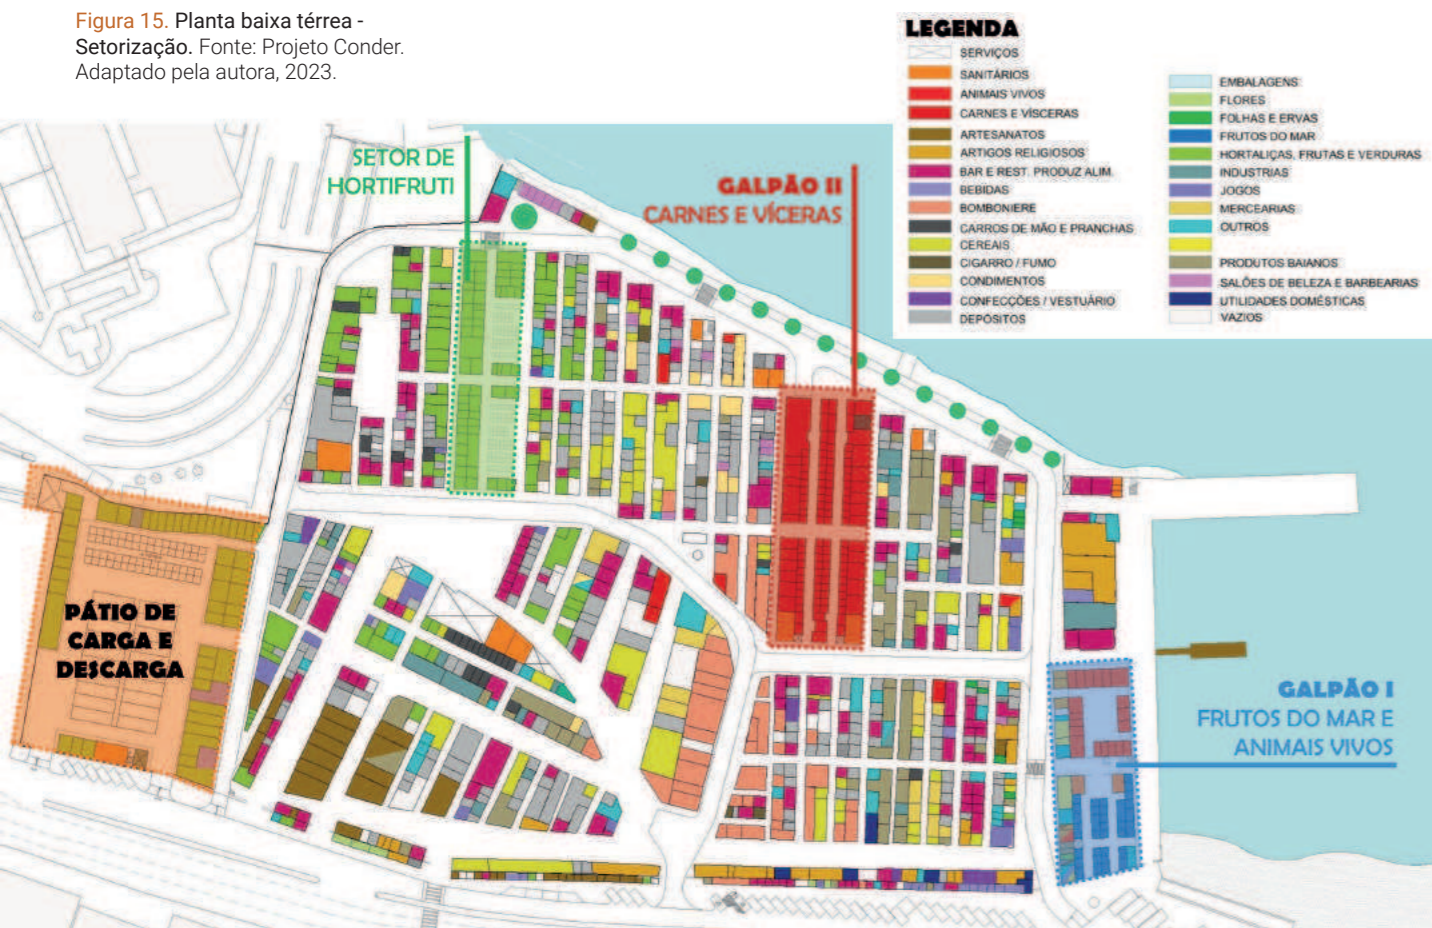 Figura 15. Planta baixa térrea -
Setorização. Fonte: Projeto Conder.
Adaptado pela autora, 2023.
LEGENDA
SERVIÇOS
SANITÁRIOS
ANIMAIS VIVOS
CARNES E VÍSCERAS
ARTESANATOS
ARTIGOS RELIGIOSOS
BAR E REST. PRODUZ ALIM.
BEBIDAS
BOMBONIERE
CARROS DE MÃO E PRANCHAS
CEREAIS
CIGARRO / FUMO
CONDIMENTOS
CONFECÇÕES / VESTUÁRIO
DEPÓSITOS
EMBALAGENS
FLORES
FOLHAS E ERVAS
FRUTOS DO MAR
HORTALIÇAS, FRUTAS E VERDURAS
INDUSTRIAS
JOGOS
MERCEARIAS
OUTROS
PRODUTOS BAIANOS
SALÕES DE BELEZA E BARBEARIAS
UTILIDADES DOMÉSTICAS
VAZIOS
SETOR DE
HORTIFRUTI
GALPÃO II
CARNES E VÍCERAS
PÁTIO DE
CARGA E
DESCARGA
GALPÃO I
FRUTOS DO MAR E
ANIMAIS VIVOS